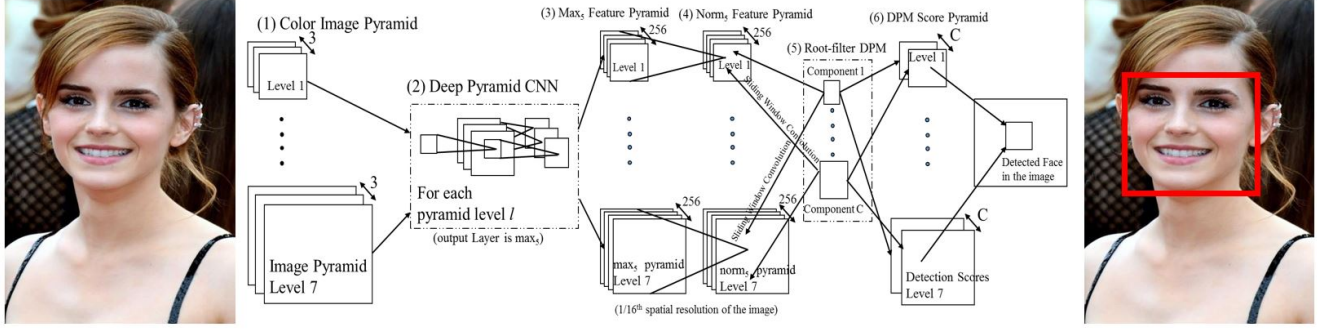 (1) Color Image Pyramid
3
Level 1
3
Image Pyramid
Level 7
(2) Deep Pyramid CNN
For each
pyramid level l
(output Layer is max₅)
(3) Max₅ Feature Pyramid
256
Level 1
256
max₅ pyramid
Level 7
(4) Norm₅ Feature Pyramid
256
Level 1
256
norm₅ pyramid
Level 7
(1/16th spatial resolution of the image)
Sliding Window Convolution
Sliding Window Convolution
(5) Root-filter DPM
Component 1
Component C
(6) DPM Score Pyramid
C
Level 1
C
Detection Scores
Level 7
Detected Face
in the image